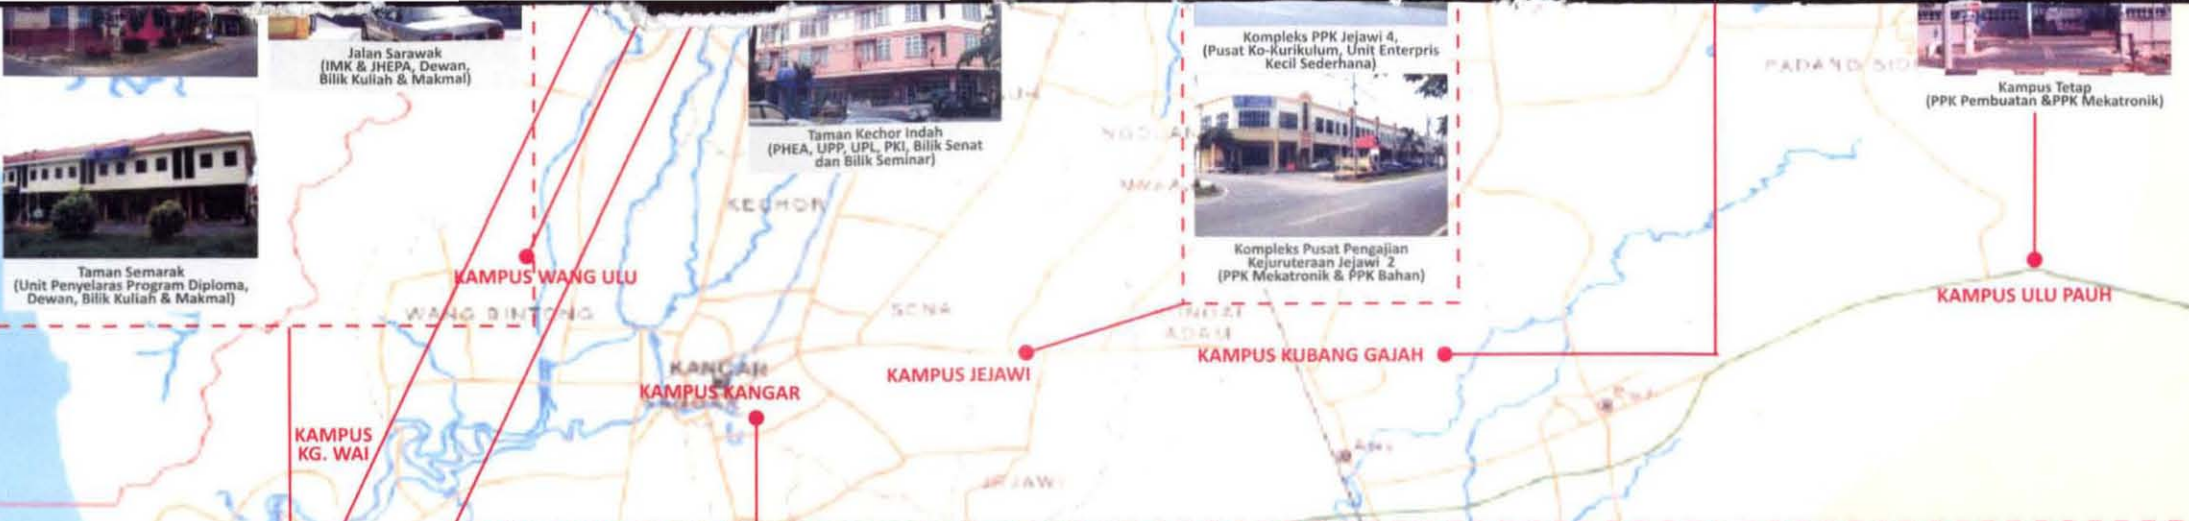 Jalan Sarawak
(IMK & JHEPA, Dewan,
Bilik Kuliah & Makmal)
Taman Semarak
(Unit Penyelaras Program Diploma,
Dewan, Bilik Kuliah & Makmal)
Taman Kechor Indah
(PHEA, UPP, UPL, PKI, Bilik Senat
dan Bilik Seminar)
Kompleks PPK Jejawi 4,
(Pusat Ko-Kurikulum, Unit Enterpris
Kecil Sederhana)
Kompleks Pusat Pengajian
Kejuruteraan Jejawi 2
(PPK Mekatronik & PPK Bahan)
Kampus Tetap
(PPK Pembuatan &PPK Mekatronik)
PADANG
KECHOR
KAMPUS WANG ULU
WANG BINTONG
SENA
KANGAR
KAMPUS KANGAR
KAMPUS JEJAWI
INDAI
ADAM
KAMPUS KUBANG GAJAH
KAMPUS ULU PAUH
KAMPUS
KG. WAI
JEJAWI